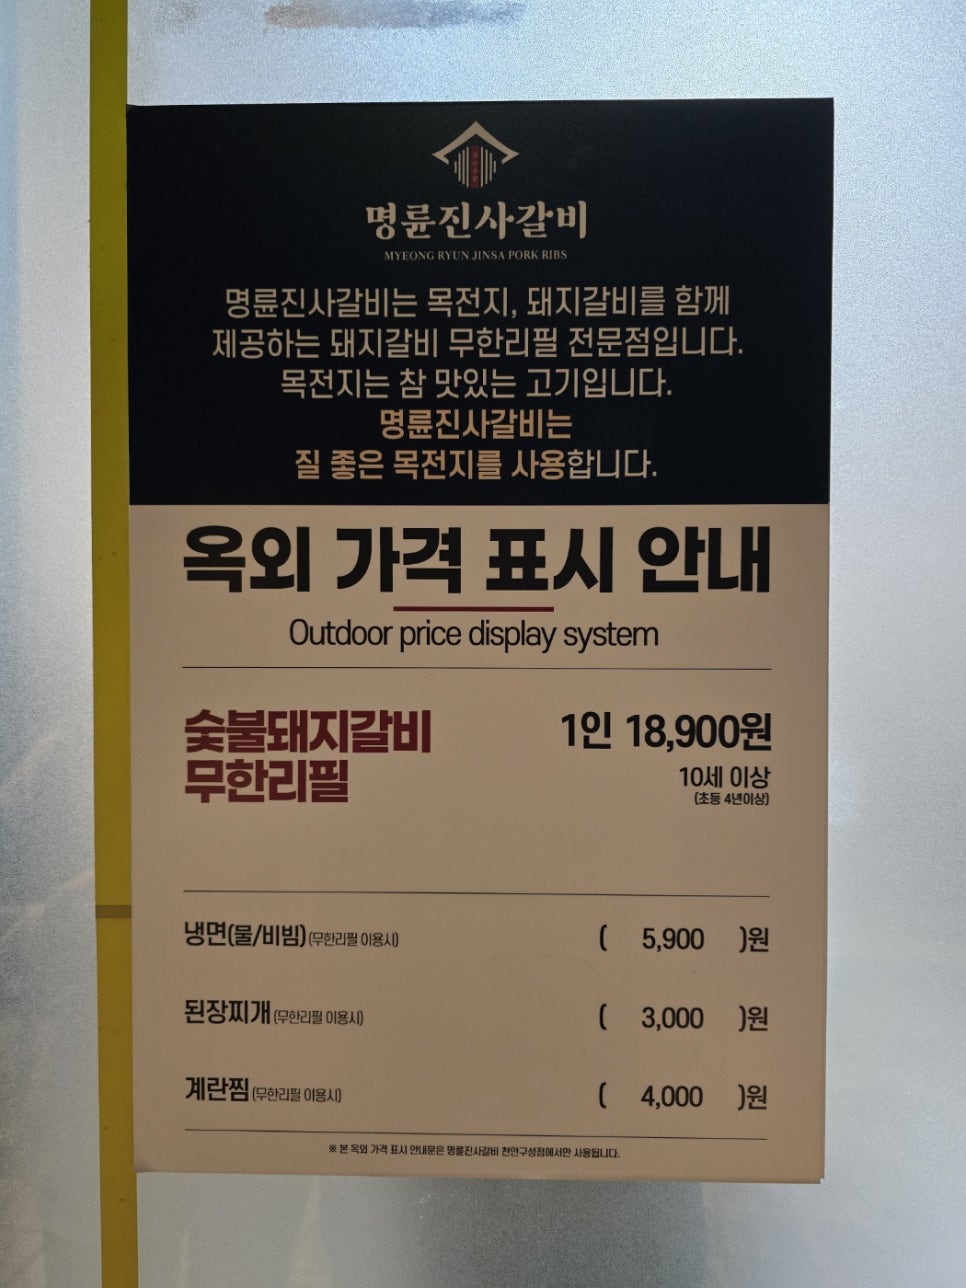 명륜진사갈비
MYEONG RYUN JINSA PORK RIBS
명륜진사갈비는 목전지, 돼지갈비를 함께
제공하는 돼지갈비 무한리필 전문점입니다.
목전지는 참 맛있는 고기입니다.
명륜진사갈비는
질 좋은 목전지를 사용합니다.
옥외 가격 표시 안내
Outdoor price display system
숯불돼지갈비
무한리필
1인 18,900원
10세 이상
(초등 4년이상)
냉면(물/비빔)(무한리필 이용시) ( 5,900 )원
된장찌개(무한리필 이용시) ( 3,000 )원
계란찜(무한리필 이용시) ( 4,000 )원
※ 본 옥외 가격 표시 안내문은 명륜진사갈비 천안구성점에서만 사용됩니다.